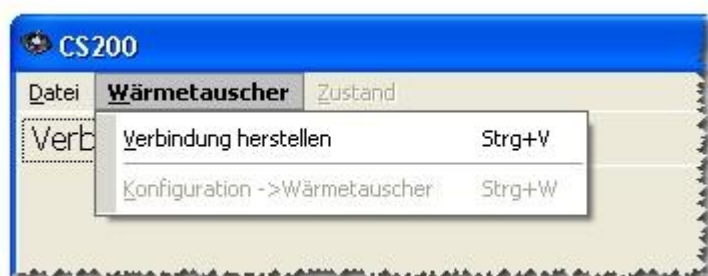 CS200
Datei Wärmetauscher Zustand
Verb
Verbindung herstellen Strg+V
Konfiguration ->Wärmetauscher Strg+W